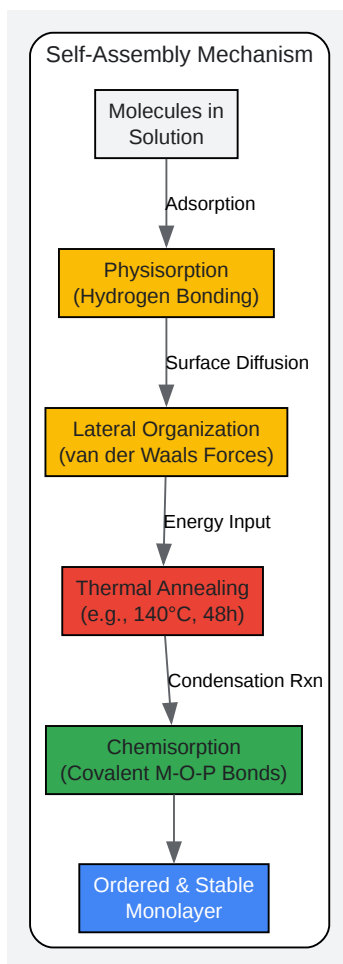 Self-Assembly Mechanism
Molecules in
Solution
Adsorption
Physisorption
(Hydrogen Bonding)
Surface Diffusion
Lateral Organization
(van der Waals Forces)
Energy Input
Thermal Annealing
(e.g., 140°C, 48h)
Condensation Rxn
Chemisorption
(Covalent M-O-P Bonds)
Ordered & Stable
Monolayer